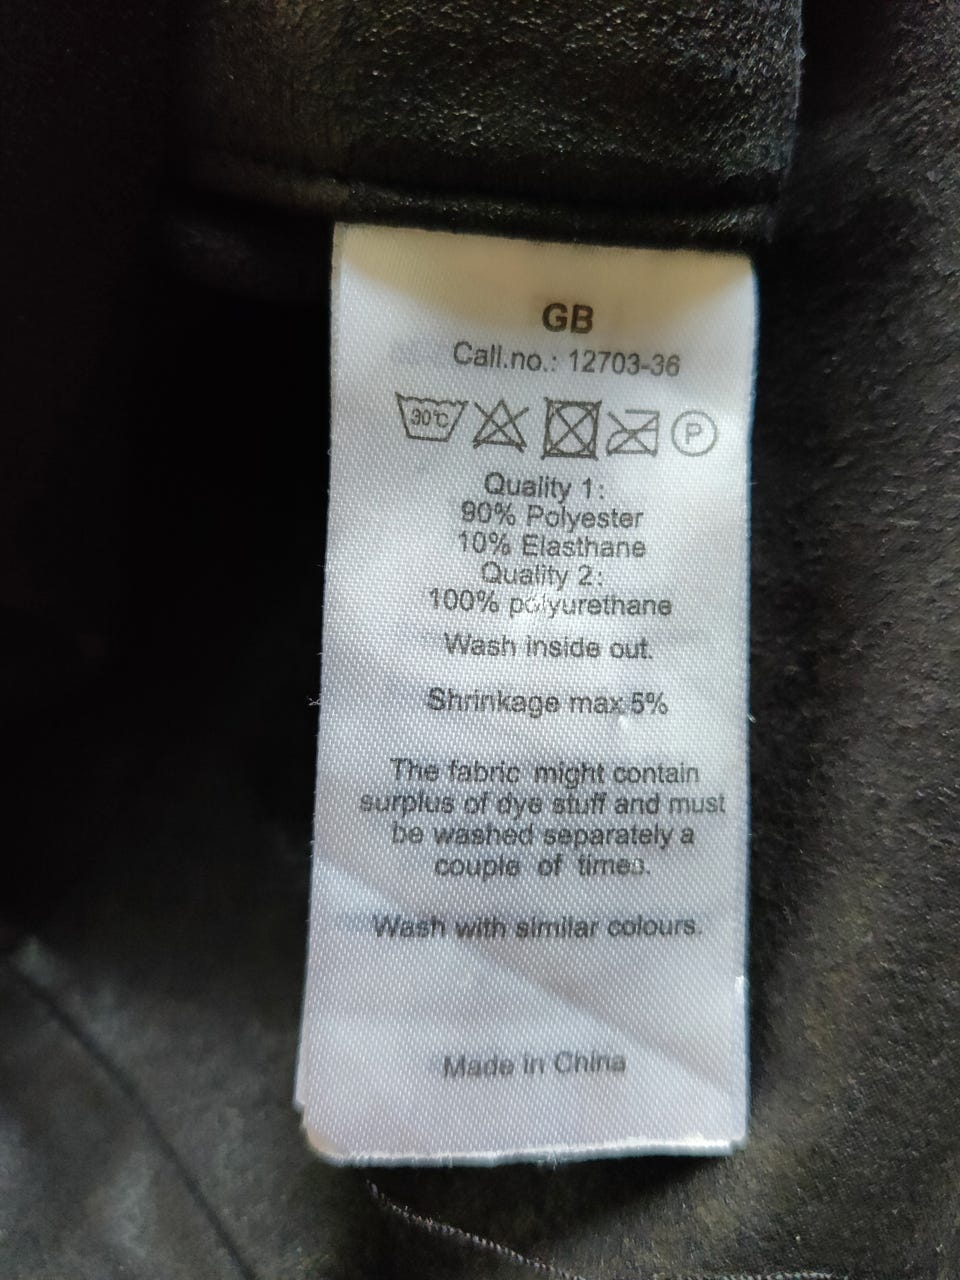 GB
Call.no.: 12703-36
30°C P
Quality 1:
90% Polyester
10% Elasthane
Quality 2:
100% polyurethane
Wash inside out.
Shrinkage max 5%
The fabric might contain
surplus of dye stuff and must
be washed separately a
couple of times.
Wash with similar colours.
Made in China